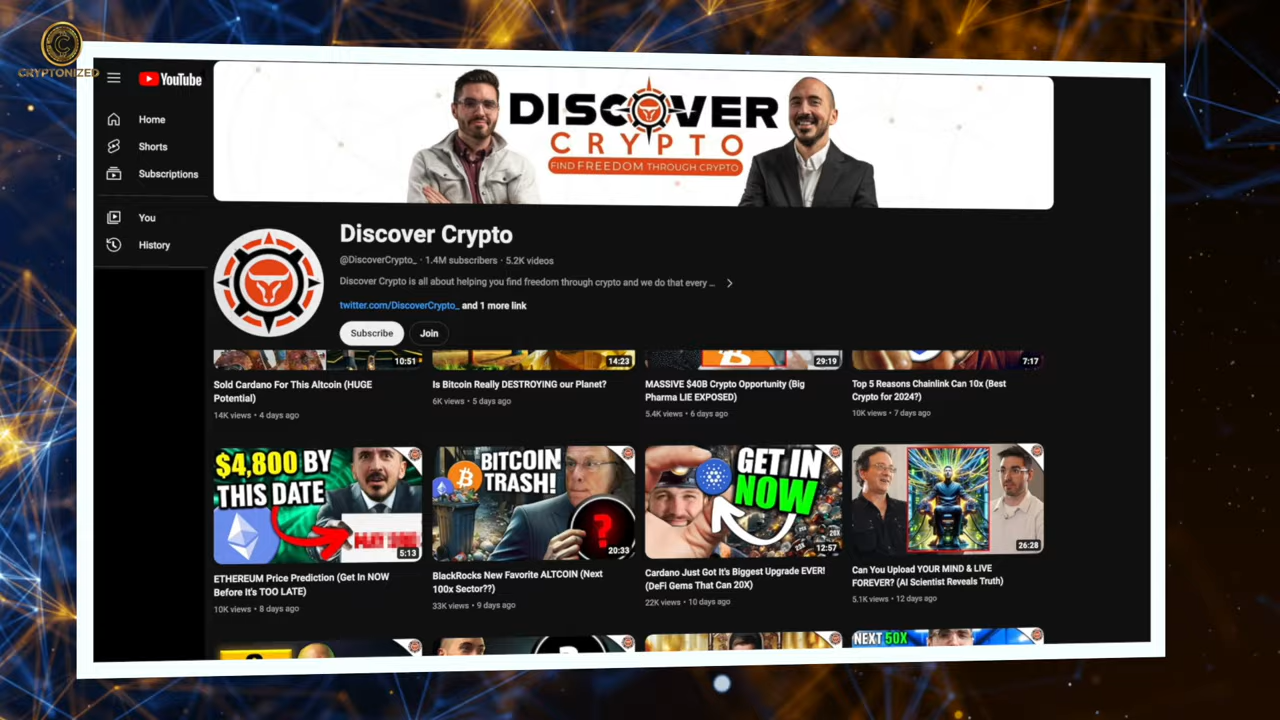 CRYPTONIZED
YouTube
Home
Shorts
Subscriptions
You
History
DISCOVER
CRYPTO
FIND FREEDOM THROUGH CRYPTO
Discover Crypto
@DiscoverCrypto_ · 1.4M subscribers · 5.2K videos
Discover Crypto is all about helping you find freedom through crypto and we do that every ...
twitter.com/DiscoverCrypto_ and 1 more link
Subscribe
Join
10:51
14:23
29:19
7:17
Sold Cardano For This Altcoin (HUGE
Potential)
14K views • 4 days ago
Is Bitcoin Really DESTROYING our Planet?
6K views • 5 days ago
MASSIVE $40B Crypto Opportunity (Big
Pharma LIE EXPOSED)
5.4K views • 6 days ago
Top 5 Reasons Chainlink Can 10x (Best
Crypto for 2024?)
10K views • 7 days ago
$4,800 BY
THIS DATE
5:13
BITCOIN
TRASH!
?
20:33
GET IN
NOW
12:57
26:28
ETHEREUM Price Prediction (Get In NOW
Before It's TOO LATE)
10K views • 8 days ago
BlackRocks New Favorite ALTCOIN (Next
100x Sector??)
33K views • 9 days ago
Cardano Just Got It's Biggest Upgrade EVER!
(DeFi Gems That Can 20X)
22K views • 10 days ago
Can You Upload YOUR MIND & LIVE
FOREVER? (AI Scientist Reveals Truth)
5.1K views • 12 days ago
NEXT 50X